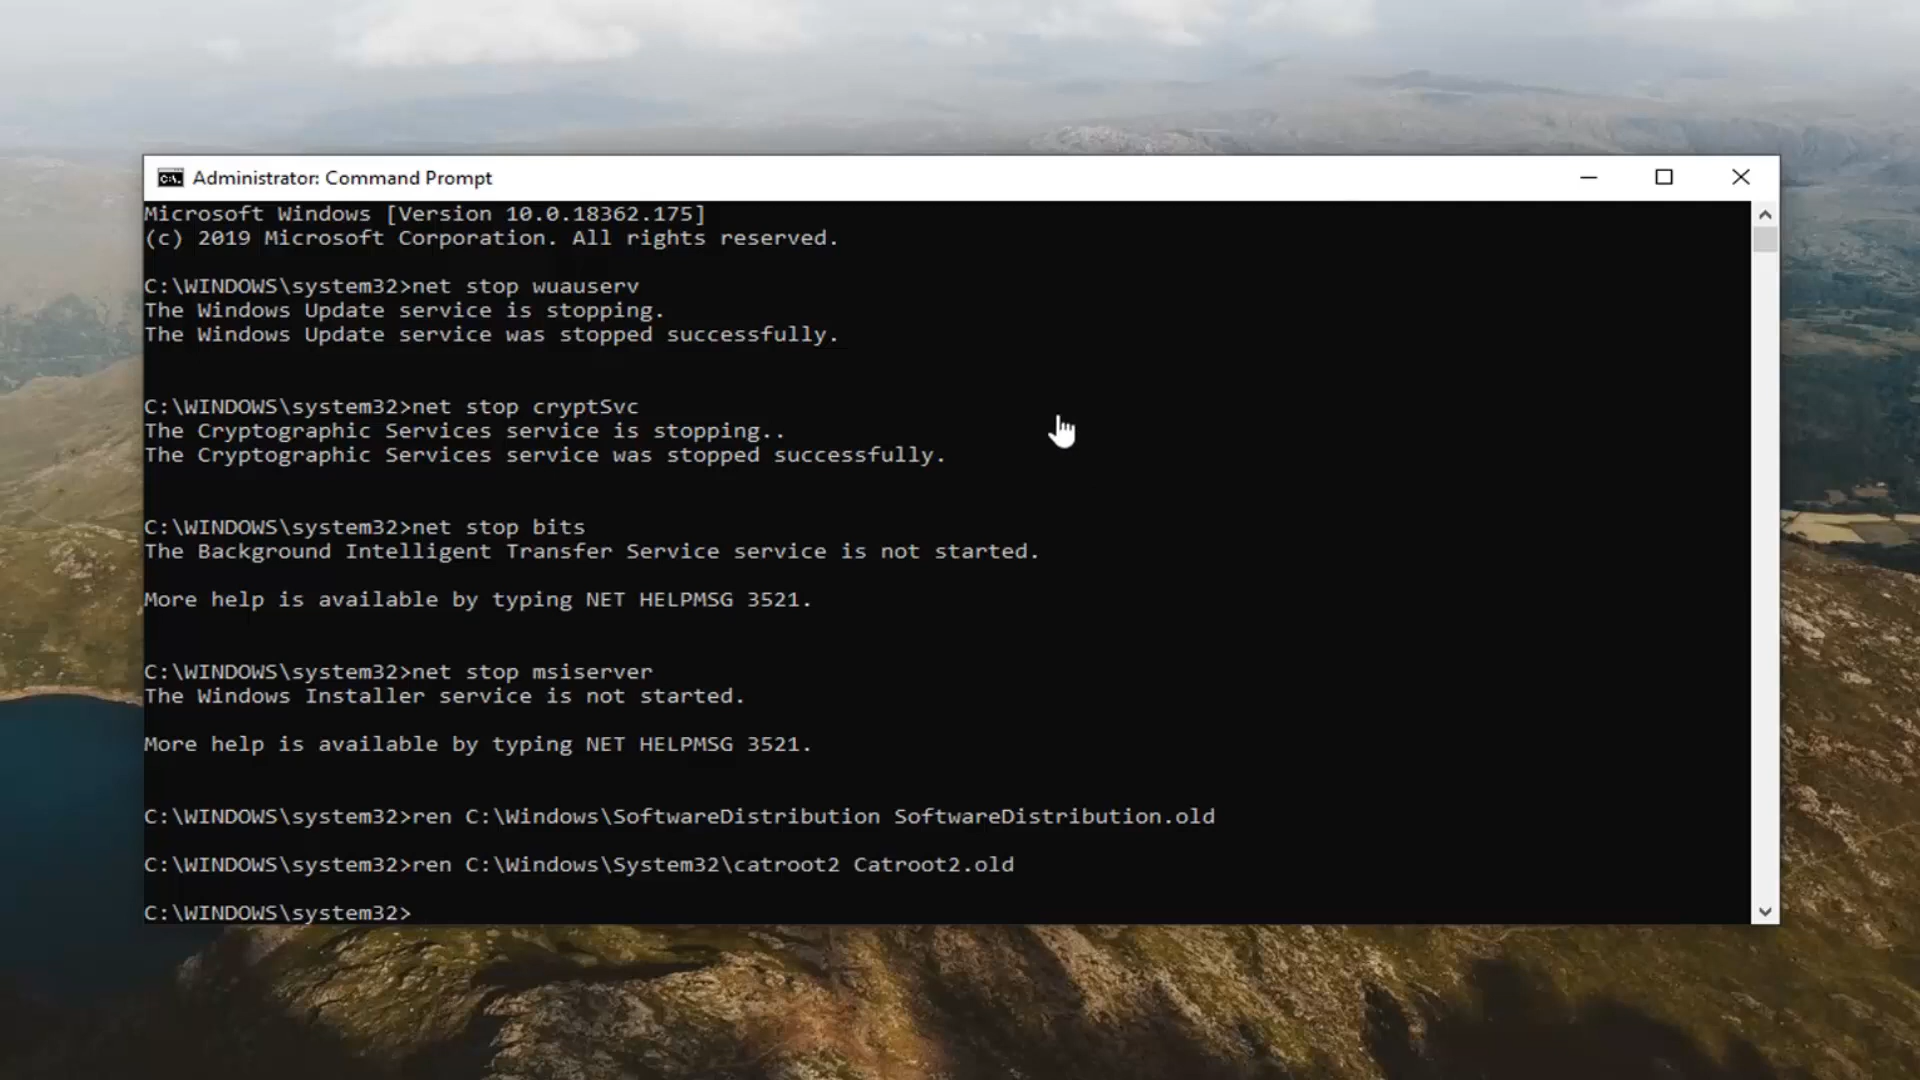 Administrator: Command Prompt
Microsoft Windows [Version 10.0.18362.175]
(c) 2019 Microsoft Corporation. All rights reserved.
C:\WINDOWS\system32>net stop wuauserv
The Windows Update service is stopping.
The Windows Update service was stopped successfully.
C:\WINDOWS\system32>net stop cryptSvc
The Cryptographic Services service is stopping..
The Cryptographic Services service was stopped successfully.
C:\WINDOWS\system32>net stop bits
The Background Intelligent Transfer Service service is not started.
More help is available by typing NET HELPMSG 3521.
C:\WINDOWS\system32>net stop msiserver
The Windows Installer service is not started.
More help is available by typing NET HELPMSG 3521.
C:\WINDOWS\system32>ren C:\Windows\SoftwareDistribution SoftwareDistribution.old
C:\WINDOWS\system32>ren C:\Windows\System32\catroot2 Catroot2.old
C:\WINDOWS\system32>